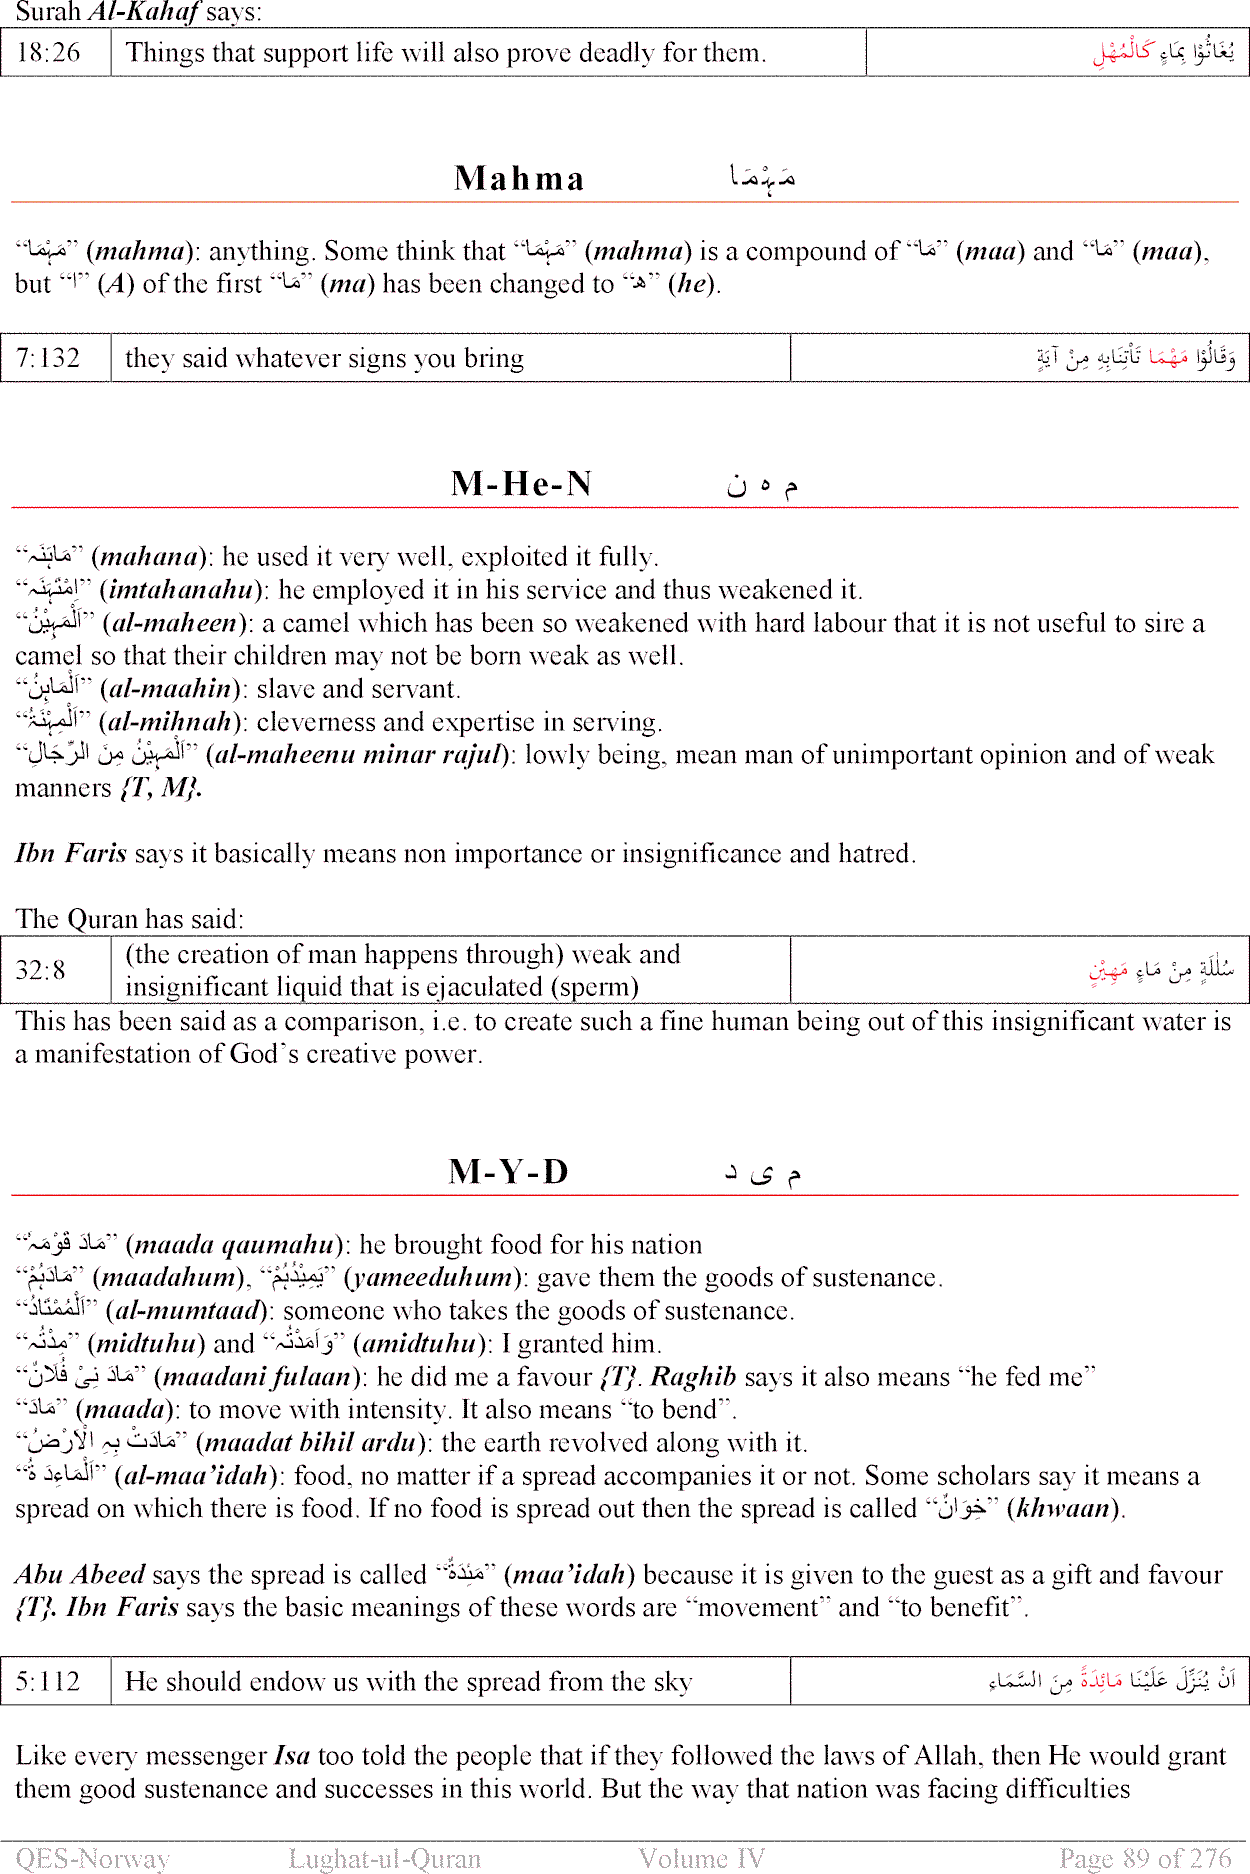 Surah Al-Kahaf says:
18:26 Things that support life will also prove deadly for them. يُغَاثُوْا بِمَاءٍ كَالْمُهْلِ
Mahma مَہْمَا
“مَہْمَا” (mahma): anything. Some think that “مَہْمَا” (mahma) is a compound of “مَا” (maa) and “مَا” (maa),
but “ا” (A) of the first “مَا” (ma) has been changed to “ھ” (he).
7:132 they said whatever signs you bring وَقَالُوْا مَهْمَا تَأْتِنَابِهِ مِنْ آيَةٍ
M-He-N م ہ ن
“مَاہَنَہ” (mahana): he used it very well, exploited it fully.
“اِمْتَہَنَہ” (imtahanahu): he employed it in his service and thus weakened it.
“اَلْمَہِیْنُ” (al-maheen): a camel which has been so weakened with hard labour that it is not useful to sire a
camel so that their children may not be born weak as well.
“اَلْمَاہِنُ” (al-maahin): slave and servant.
“اَلْمِہْنَۃُ” (al-mihnah): cleverness and expertise in serving.
“اَلْمَہِیْنُ مِنَ الرِّجَالِ” (al-maheenu minar rajul): lowly being, mean man of unimportant opinion and of weak
manners {T, M}.
Ibn Faris says it basically means non importance or insignificance and hatred.
The Quran has said:
32:8 (the creation of man happens through) weak and سُلٰلَةٍ مِنْ مَاءٍ مَهِيْنٍ
insignificant liquid that is ejaculated (sperm)
This has been said as a comparison, i.e. to create such a fine human being out of this insignificant water is
a manifestation of God’s creative power.
M-Y-D م ی د
“مَادَ قَوْمَہٗ” (maada qaumahu): he brought food for his nation
“مَادَہُمْ” (maadahum), “یَمِیْدُہُمْ” (yameeduhum): gave them the goods of sustenance.
“اَلْمُمْتَادُ” (al-mumtaad): someone who takes the goods of sustenance.
“مِدْتُہ” (midtuhu) and “وَاَمَدْتُہ” (amidtuhu): I granted him.
“مَادَ نِیْ فُلَانٌ” (maadani fulaan): he did me a favour {T}. Raghib says it also means “he fed me”
“مَادَ” (maada): to move with intensity. It also means “to bend”.
“مَادَتْ بِہِ الْاَرْضُ” (maadat bihil ardu): the earth revolved along with it.
“اَلْمَاءِدَ ۃُ” (al-maa’idah): food, no matter if a spread accompanies it or not. Some scholars say it means a
spread on which there is food. If no food is spread out then the spread is called “خِوَانٌ” (khwaan).
Abu Abeed says the spread is called “مَئِدَۃٌ” (maa’idah) because it is given to the guest as a gift and favour
{T}. Ibn Faris says the basic meanings of these words are “movement” and “to benefit”.
5:112 He should endow us with the spread from the sky اَنْ يُنَزِّلَ عَلَيْنَا مَائِدَةً مِنَ السَّمَاءِ
Like every messenger Isa too told the people that if they followed the laws of Allah, then He would grant
them good sustenance and successes in this world. But the way that nation was facing difficulties
QES-Norway Lughat-ul-Quran Volume IV Page 89 of 276